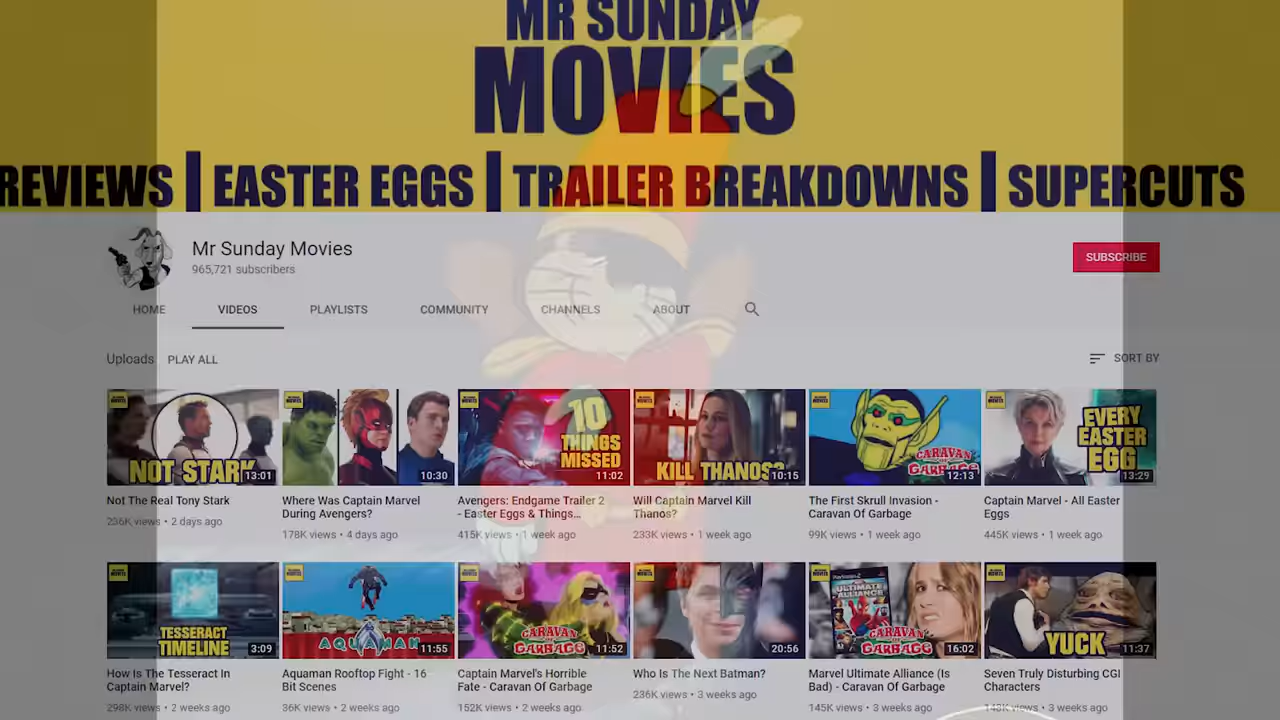 MR SUNDAY
MOVIES
REVIEWS | EASTER EGGS | TRAILER BREAKDOWNS | SUPERCUTS
Mr Sunday Movies
965,721 subscribers
SUBSCRIBE
HOME VIDEOS PLAYLISTS COMMUNITY CHANNELS ABOUT
Uploads PLAY ALL SORT BY
NOT STARK 13:01
10:30
10 THINGS MISSED 11:02
KILL THANOS? 10:15
CARAVAN OF GARBAGE 12:13
EVERY EASTER EGG 13:29
Not The Real Tony Stark
236K views • 2 days ago
Where Was Captain Marvel
During Avengers?
178K views • 4 days ago
Avengers: Endgame Trailer 2
- Easter Eggs & Things...
415K views • 1 week ago
Will Captain Marvel Kill
Thanos?
233K views • 1 week ago
The First Skrull Invasion -
Caravan Of Garbage
99K views • 1 week ago
Captain Marvel - All Easter
Eggs
445K views • 1 week ago
TESSERACT
TIMELINE 3:09
AQUAMAN 11:55
CARAVAN OF GARBAGE 11:52
20:56
PlayStation 2
ULTIMATE
ALLIANCE
CARAVAN OF GARBAGE 16:02
YUCK 11:37
How Is The Tesseract In
Captain Marvel?
298K views • 2 weeks ago
Aquaman Rooftop Fight - 16
Bit Scenes
36K views • 2 weeks ago
Captain Marvel's Horrible
Fate - Caravan Of Garbage
152K views • 2 weeks ago
Who Is The Next Batman?
236K views • 3 weeks ago
Marvel Ultimate Alliance (Is
Bad) - Caravan Of Garbage
145K views • 3 weeks ago
Seven Truly Disturbing CGI
Characters
143K views • 3 weeks ago